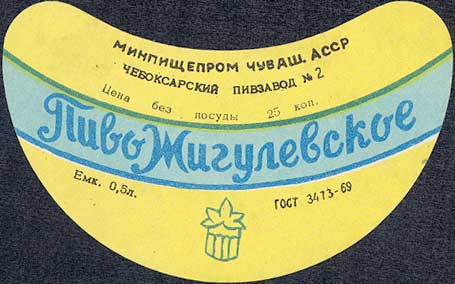 МИНПИЩЕПРОМ ЧУВАШ. АССР
ЧЕБОКСАРСКИЙ ПИВЗАВОД № 2
Цена без посуды 25 коп.
Пиво Жигулевское
Емк. 0,5л.
ГОСТ 3473-69